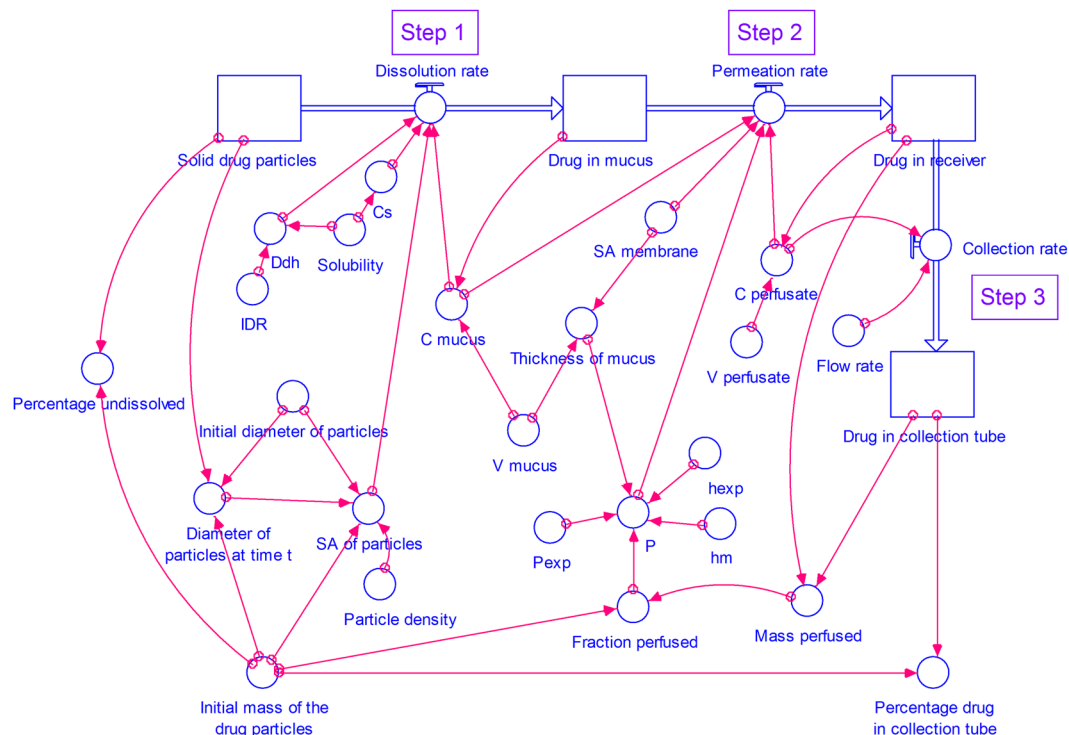 Step 1
Step 2
Dissolution rate
Permeation rate
Solid drug particles
Drug in mucus
Drug in receiver
Cs
SA membrane
Collection rate
Ddh
Solubility
C perfusate
Step 3
IDR
C mucus
Thickness of mucus
V perfusate
Flow rate
Percentage undissolved
Initial diameter of particles
Drug in collection tube
V mucus
hexp
Diameter of
particles at time t
SA of particles
Pexp
P
hm
Particle density
Fraction perfused
Mass perfused
Initial mass of the
drug particles
Percentage drug
in collection tube